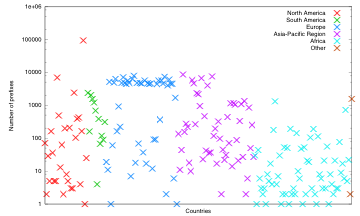 1e+06
100000
10000
1000
100
10
1
Number of prefixes
Countries
North America
South America
Europe
Asia-Pacific Region
Africa
Other